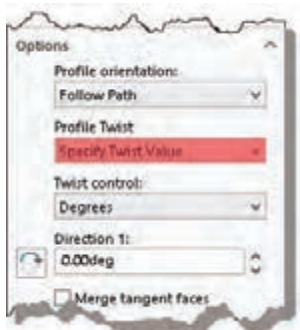 Options
Profile orientation:
Follow Path
Profile Twist
Specify Twist Value
Twist control:
Degrees
Direction 1:
0.00deg
Merge tangent faces